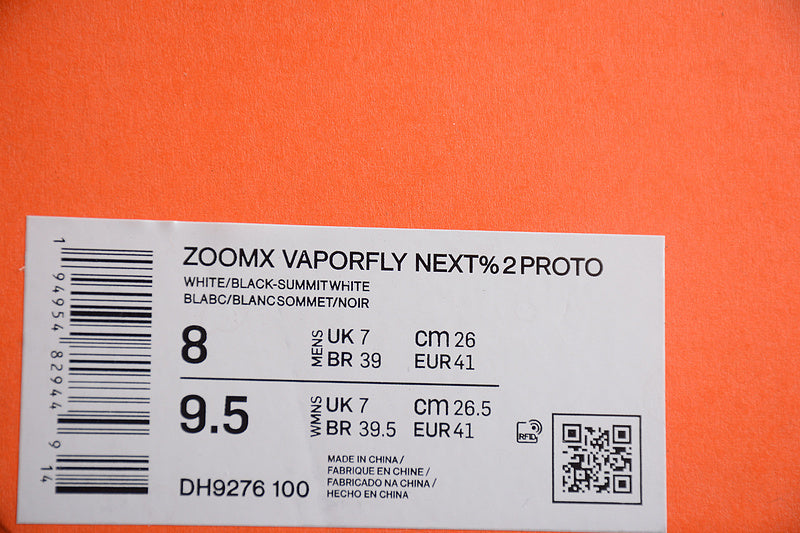 ZOOMX VAPORFLY NEXT% 2 PROTO
WHITE/BLACK-SUMMIT WHITE
BLABC/BLANC SOMMET/NOIR
8 MENS UK 7 cm 26
BR 39 EUR 41
9.5 WMNS UK 7 cm 26.5
BR 39.5 EUR 41
RFID
MADE IN CHINA /
FABRIQUE EN CHINE /
FABRICADO NA CHINA /
HECHO EN CHINA
DH9276 100
1 94954 82944 9 14